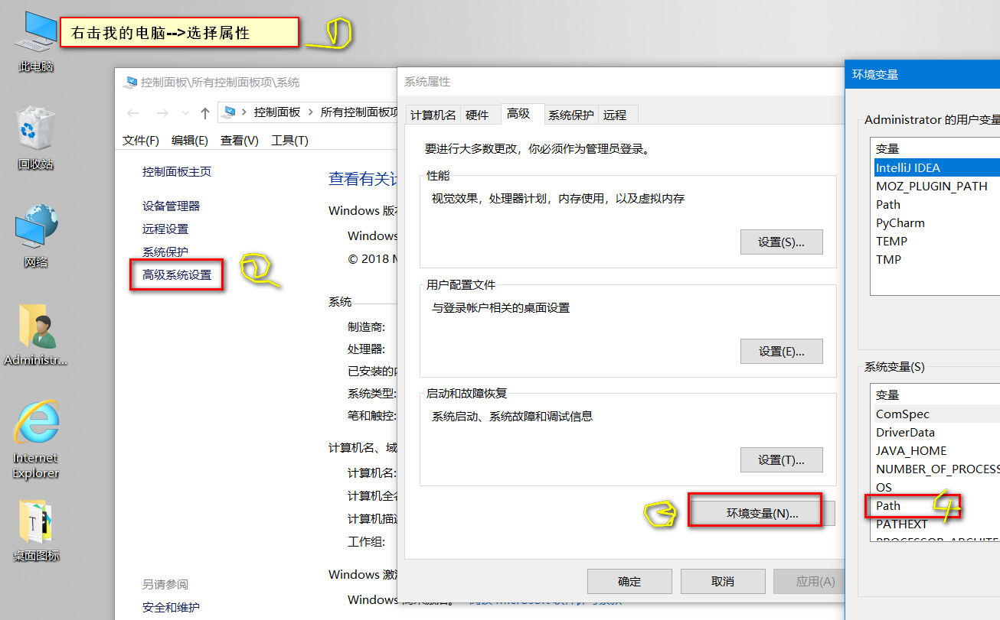 右击我的电脑-->选择属性
1
此电脑
回收站
网络
Administr...
Internet
Explorer
桌面图标
控制面板\所有控制面板项\系统
控制面板 > 所有控制面板项
文件(F) 编辑(E) 查看(V) 工具(T)
控制面板主页
设备管理器
远程设置
系统保护
高级系统设置
2
另请参阅
安全和维护
查看有关
Windows 版
Windows
© 2018
系统
制造商:
处理器:
已安装的
系统类型:
笔和触控:
计算机名、域
计算机名:
计算机全
计算机描
工作组:
Windows 激
Windows
系统属性
计算机名 硬件 高级 系统保护 远程
要进行大多数更改，你必须作为管理员登录。
性能
视觉效果，处理器计划，内存使用，以及虚拟内存
设置(S)...
用户配置文件
与登录帐户相关的桌面设置
设置(E)...
启动和故障恢复
系统启动、系统故障和调试信息
设置(T)...
3
环境变量(N)...
确定 取消 应用(A)
环境变量
Administrator 的用户变量
变量
IntelliJ IDEA
MOZ_PLUGIN_PATH
Path
PyCharm
TEMP
TMP
系统变量(S)
变量
ComSpec
DriverData
JAVA_HOME
NUMBER_OF_PROCESS
OS
Path
4
PATHEXT